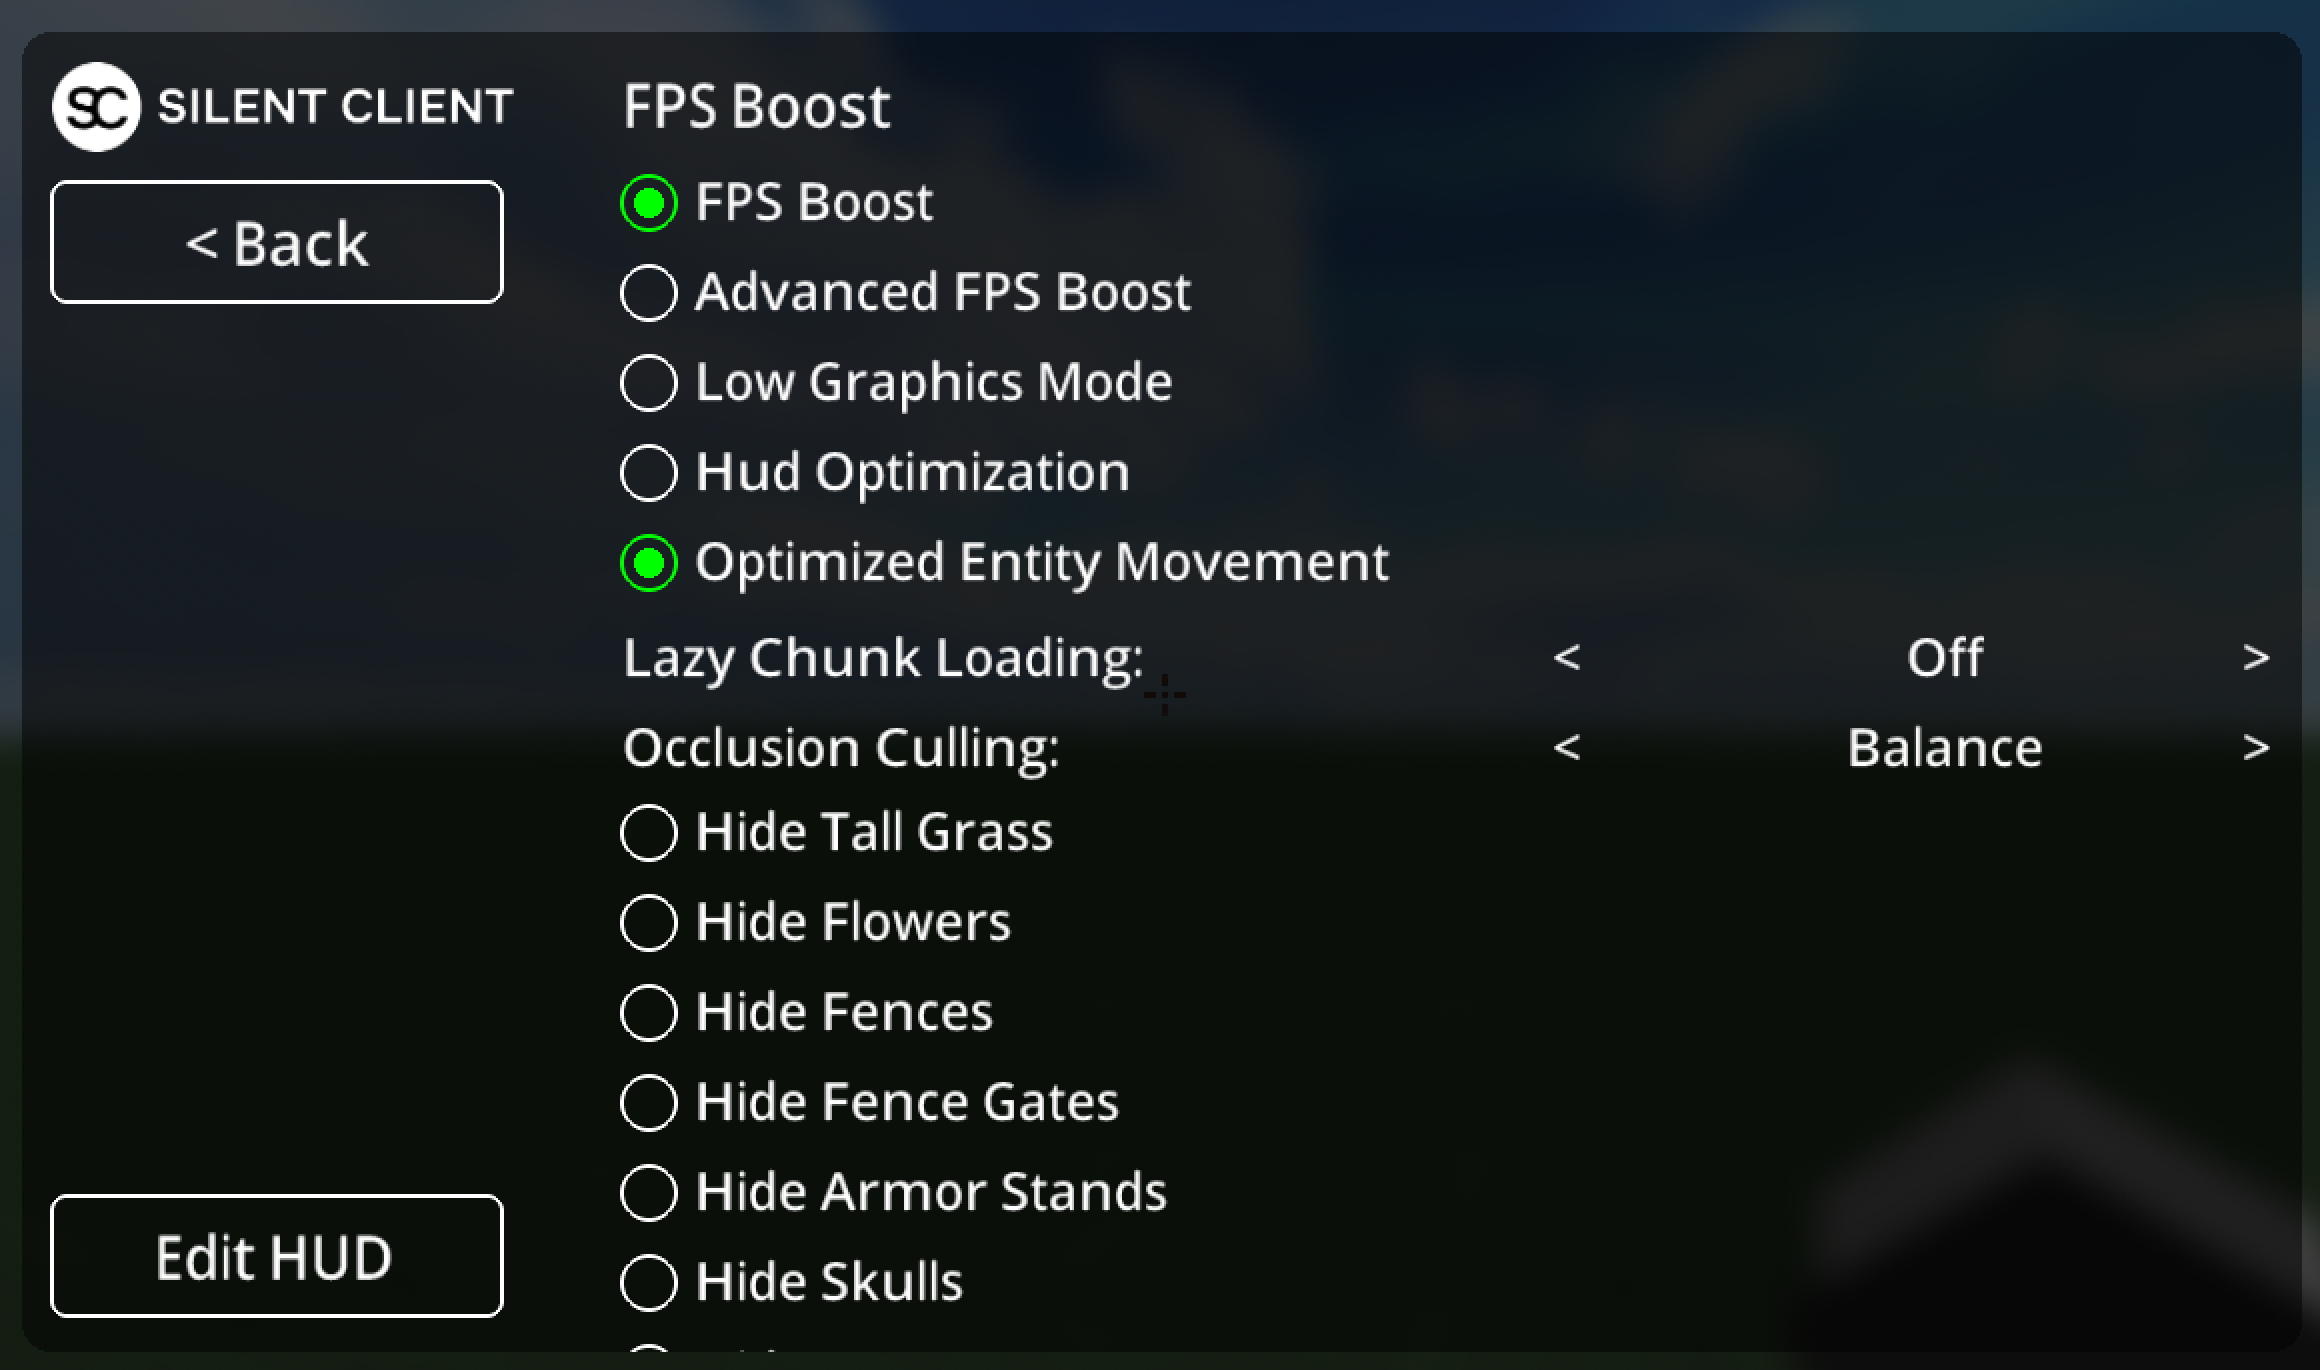 SC SILENT CLIENT
< Back
FPS Boost
FPS Boost
Advanced FPS Boost
Low Graphics Mode
Hud Optimization
Optimized Entity Movement
Lazy Chunk Loading: < Off >
Occlusion Culling: < Balance >
Hide Tall Grass
Hide Flowers
Hide Fences
Hide Fence Gates
Hide Armor Stands
Hide Skulls
Edit HUD